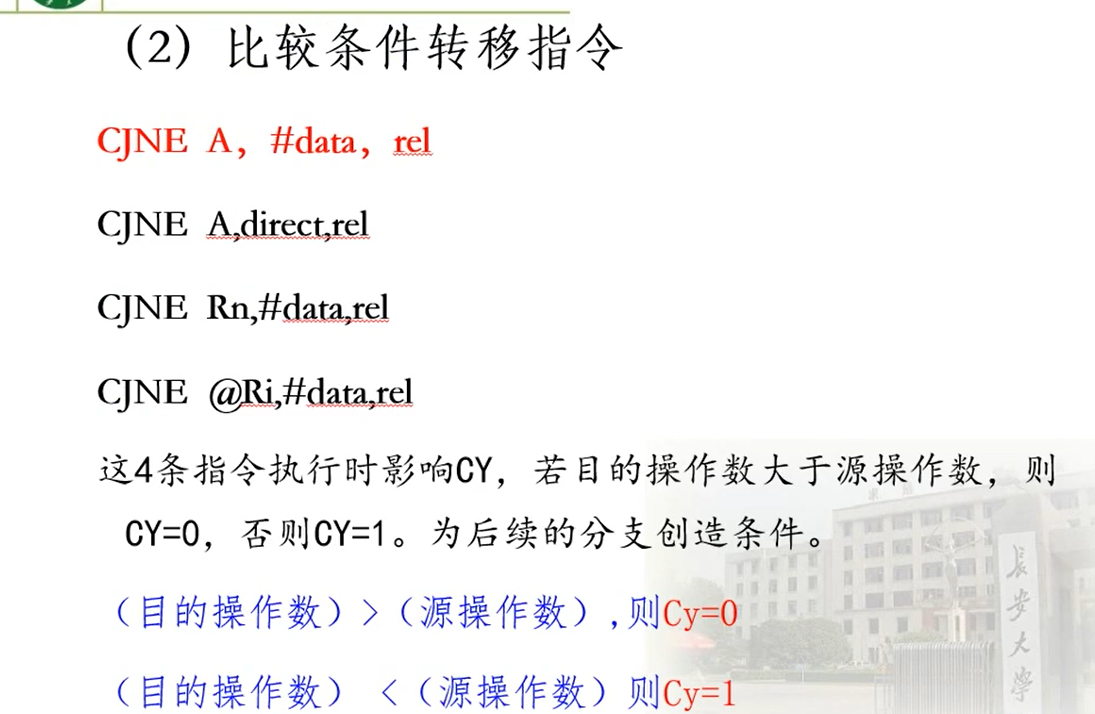 （2）比较条件转移指令
CJNE A，#data，rel
CJNE A,direct,rel
CJNE Rn,#data,rel
CJNE @Ri,#data,rel
这4条指令执行时影响CY，若目的操作数大于源操作数，则
CY=0，否则CY=1。为后续的分支创造条件。
（目的操作数）>（源操作数）,则Cy=0
（目的操作数） <（源操作数）则Cy=1
长安大学